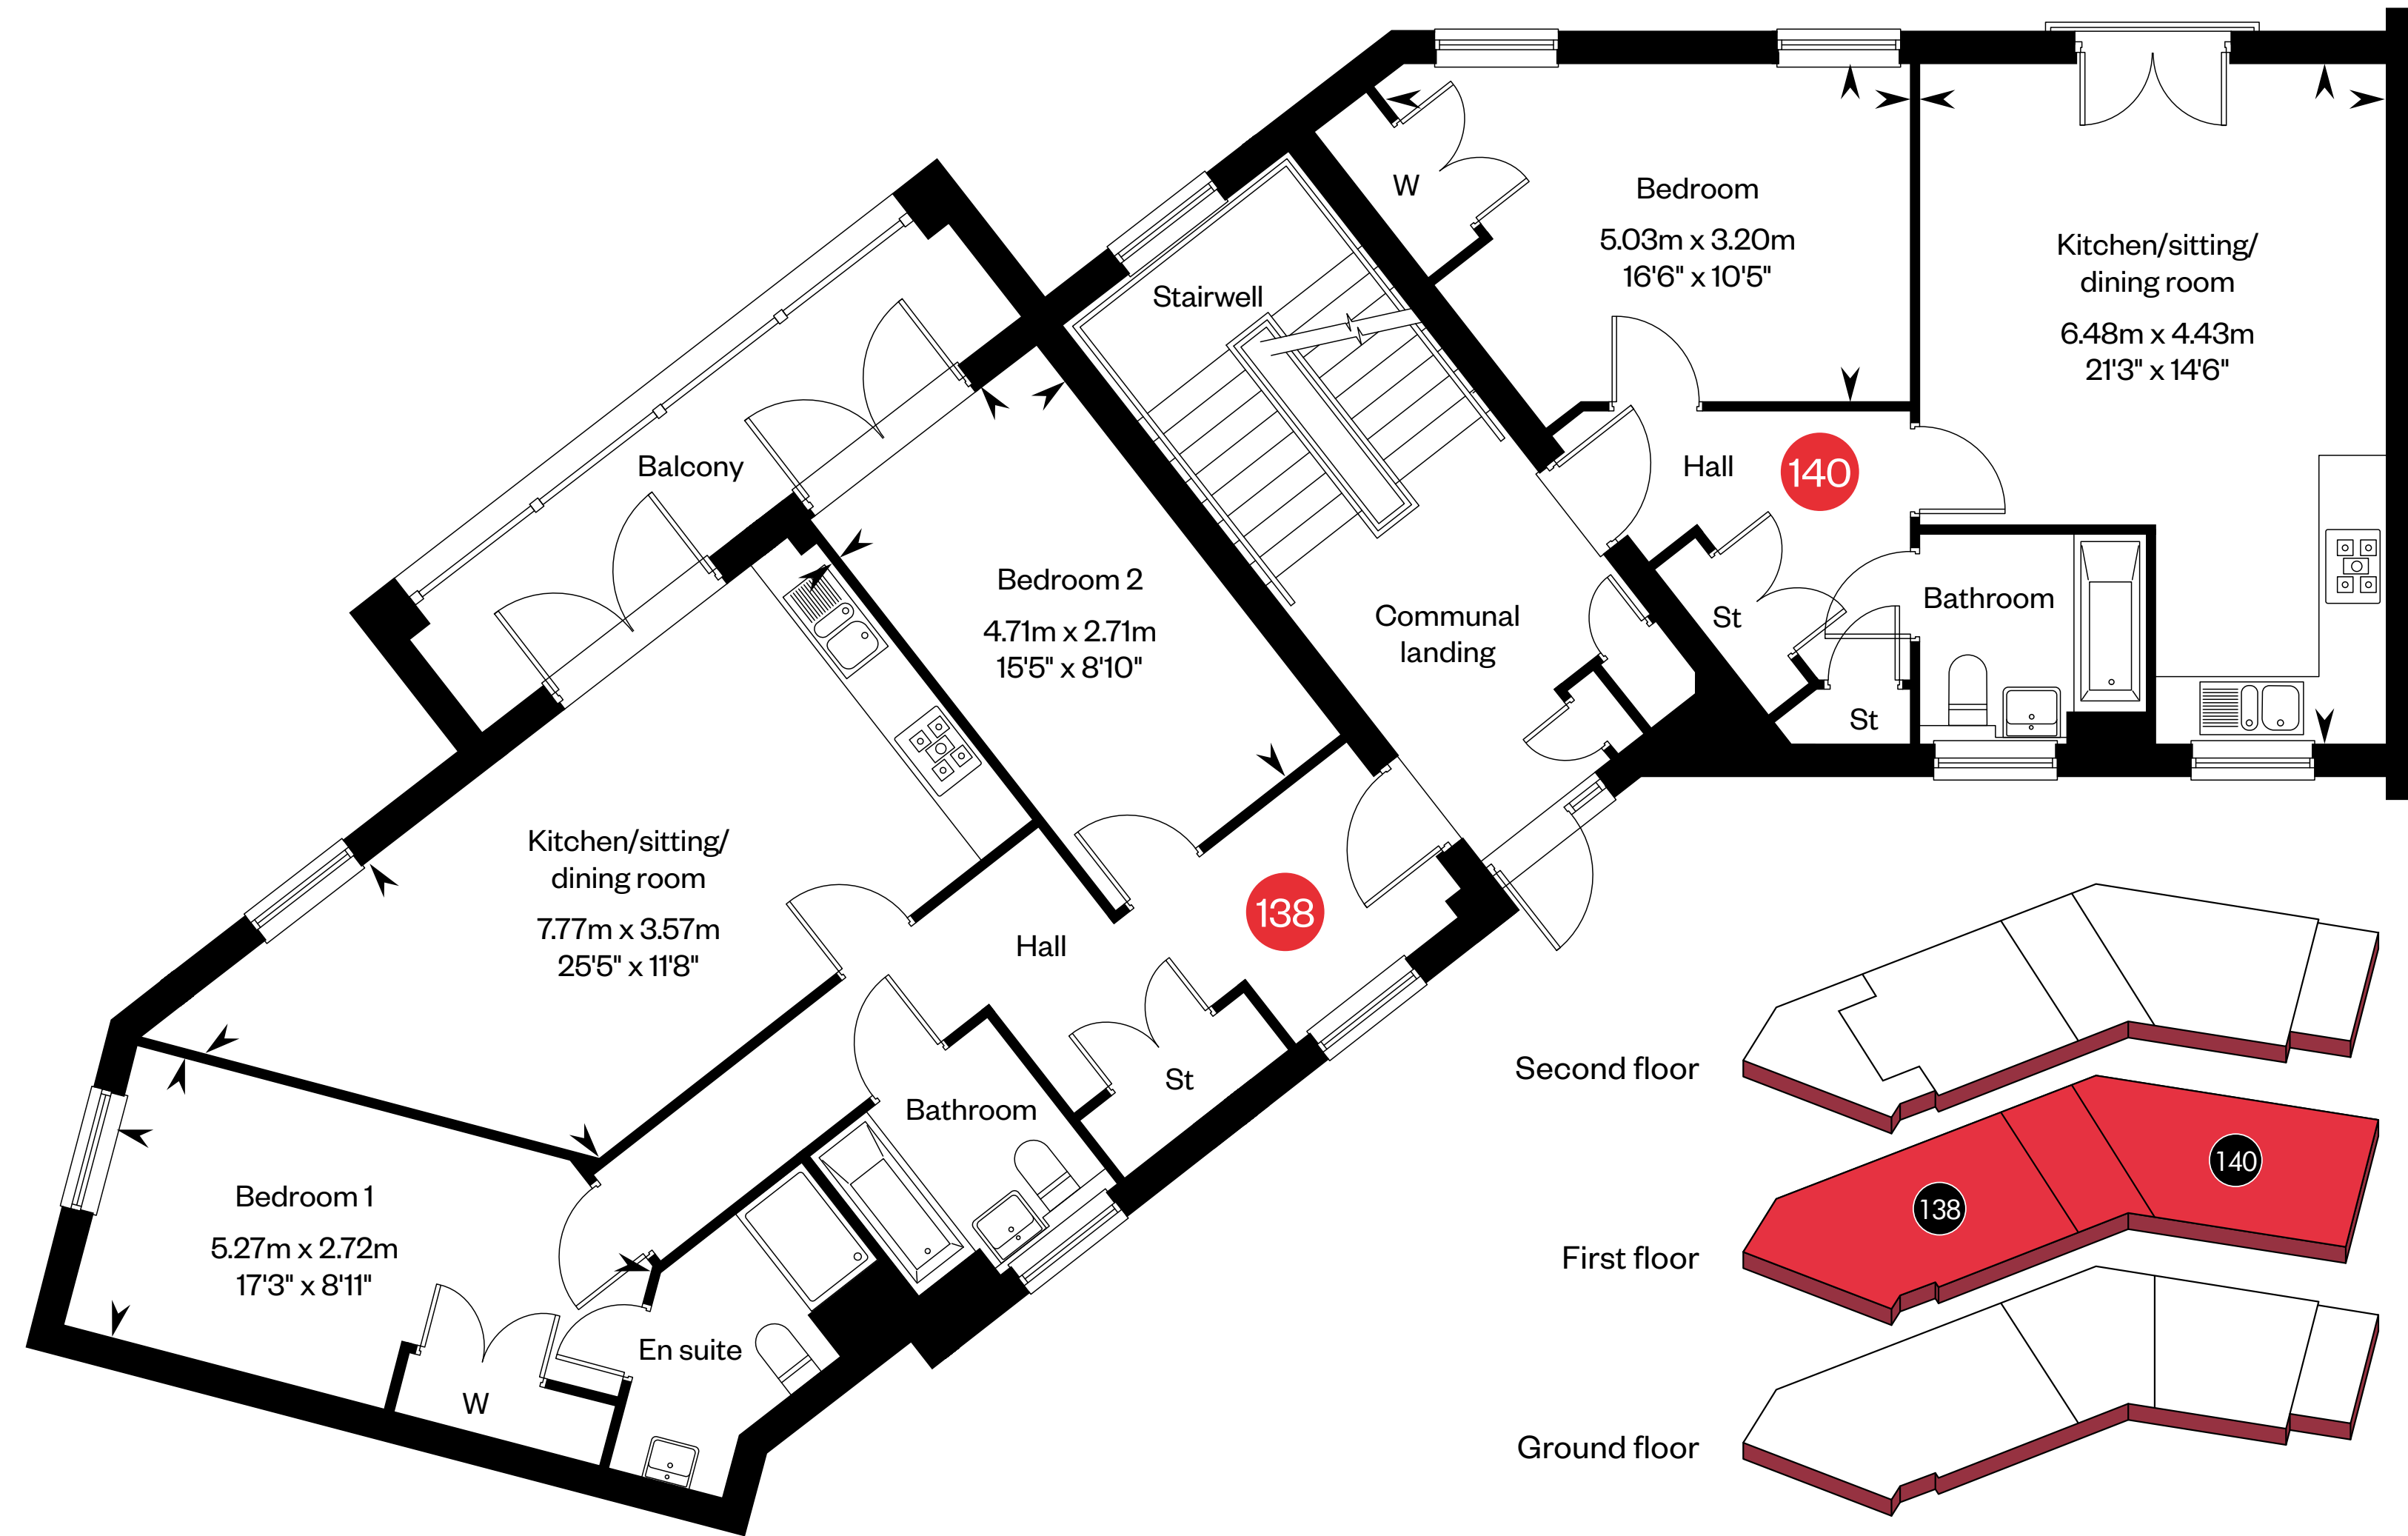 W
Bedroom
5.03m x 3.20m
16'6" x 10'5"
Kitchen/sitting/
dining room
6.48m x 4.43m
21'3" x 14'6"
Stairwell
Hall
140
Balcony
Bedroom 2
4.71m x 2.71m
15'5" x 8'10"
Communal
landing
St
Bathroom
St
Kitchen/sitting/
dining room
7.77m x 3.57m
25'5" x 11'8"
138
Hall
St
Bathroom
Bedroom 1
5.27m x 2.72m
17'3" x 8'11"
En suite
W
Second floor
First floor
138
140
Ground floor